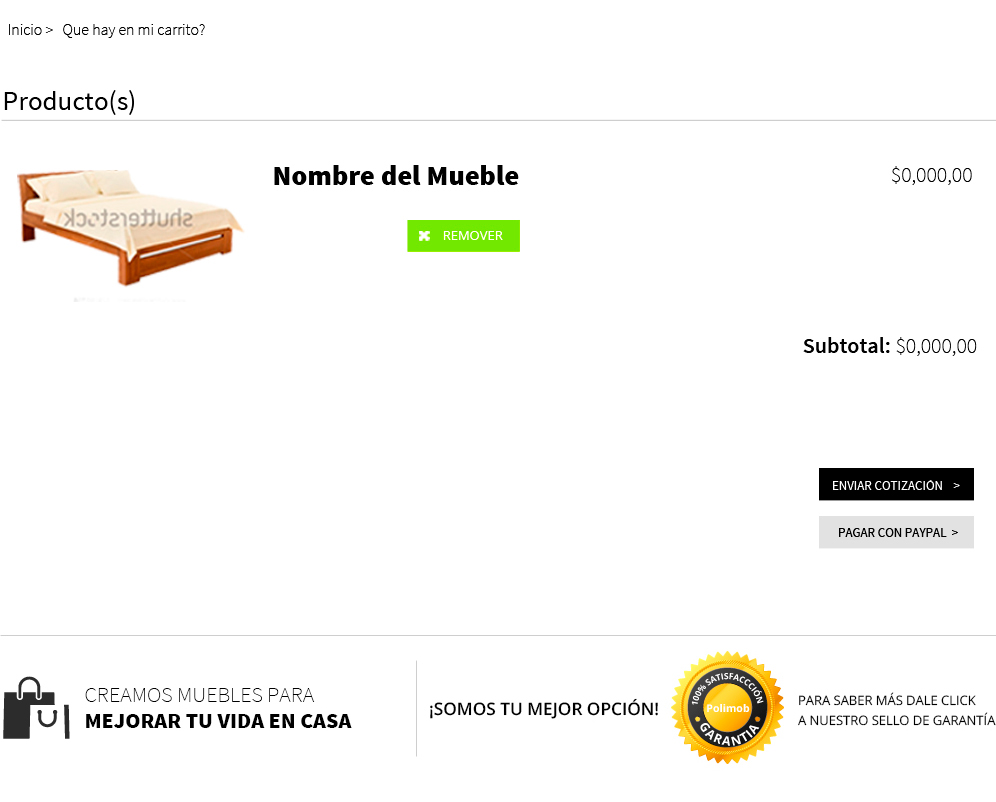 Inicio > Que hay en mi carrito?
Producto(s)
Nombre del Mueble
$0,000,00
shutterstock
✖ REMOVER
Subtotal: $0,000,00
ENVIAR COTIZACIÓN >
PAGAR CON PAYPAL >
CREAMOS MUEBLES PARA
MEJORAR TU VIDA EN CASA
¡SOMOS TU MEJOR OPCIÓN!
100% SATISFACCCIÓN
Polimob
GARANTIA
PARA SABER MÁS DALE CLICK
A NUESTRO SELLO DE GARANTÍA